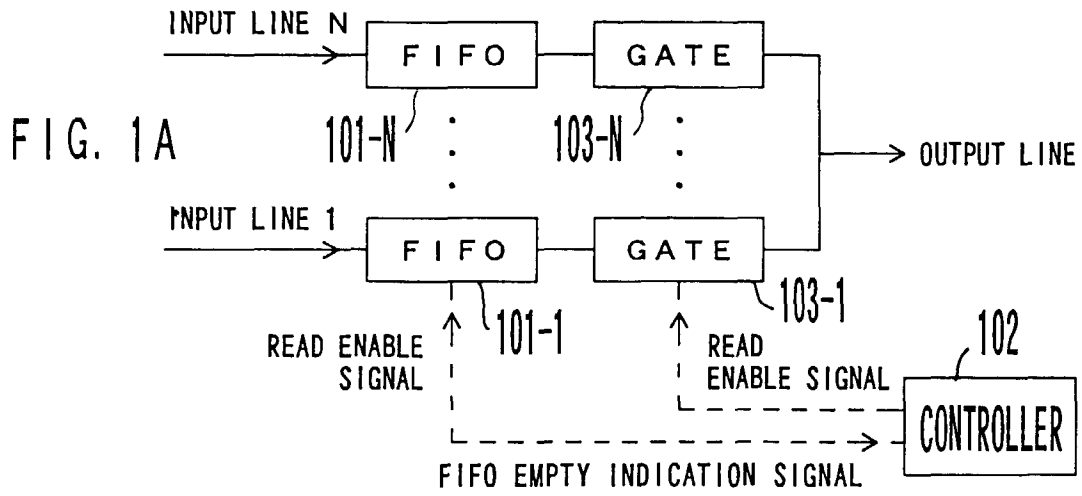 INPUT LINE N
FIFO
GATE
101-N
103-N
FIG. 1A
OUTPUT LINE
INPUT LINE 1
FIFO
GATE
101-1
103-1
READ ENABLE
SIGNAL
READ
ENABLE SIGNAL
102
CONTROLLER
FIFO EMPTY INDICATION SIGNAL